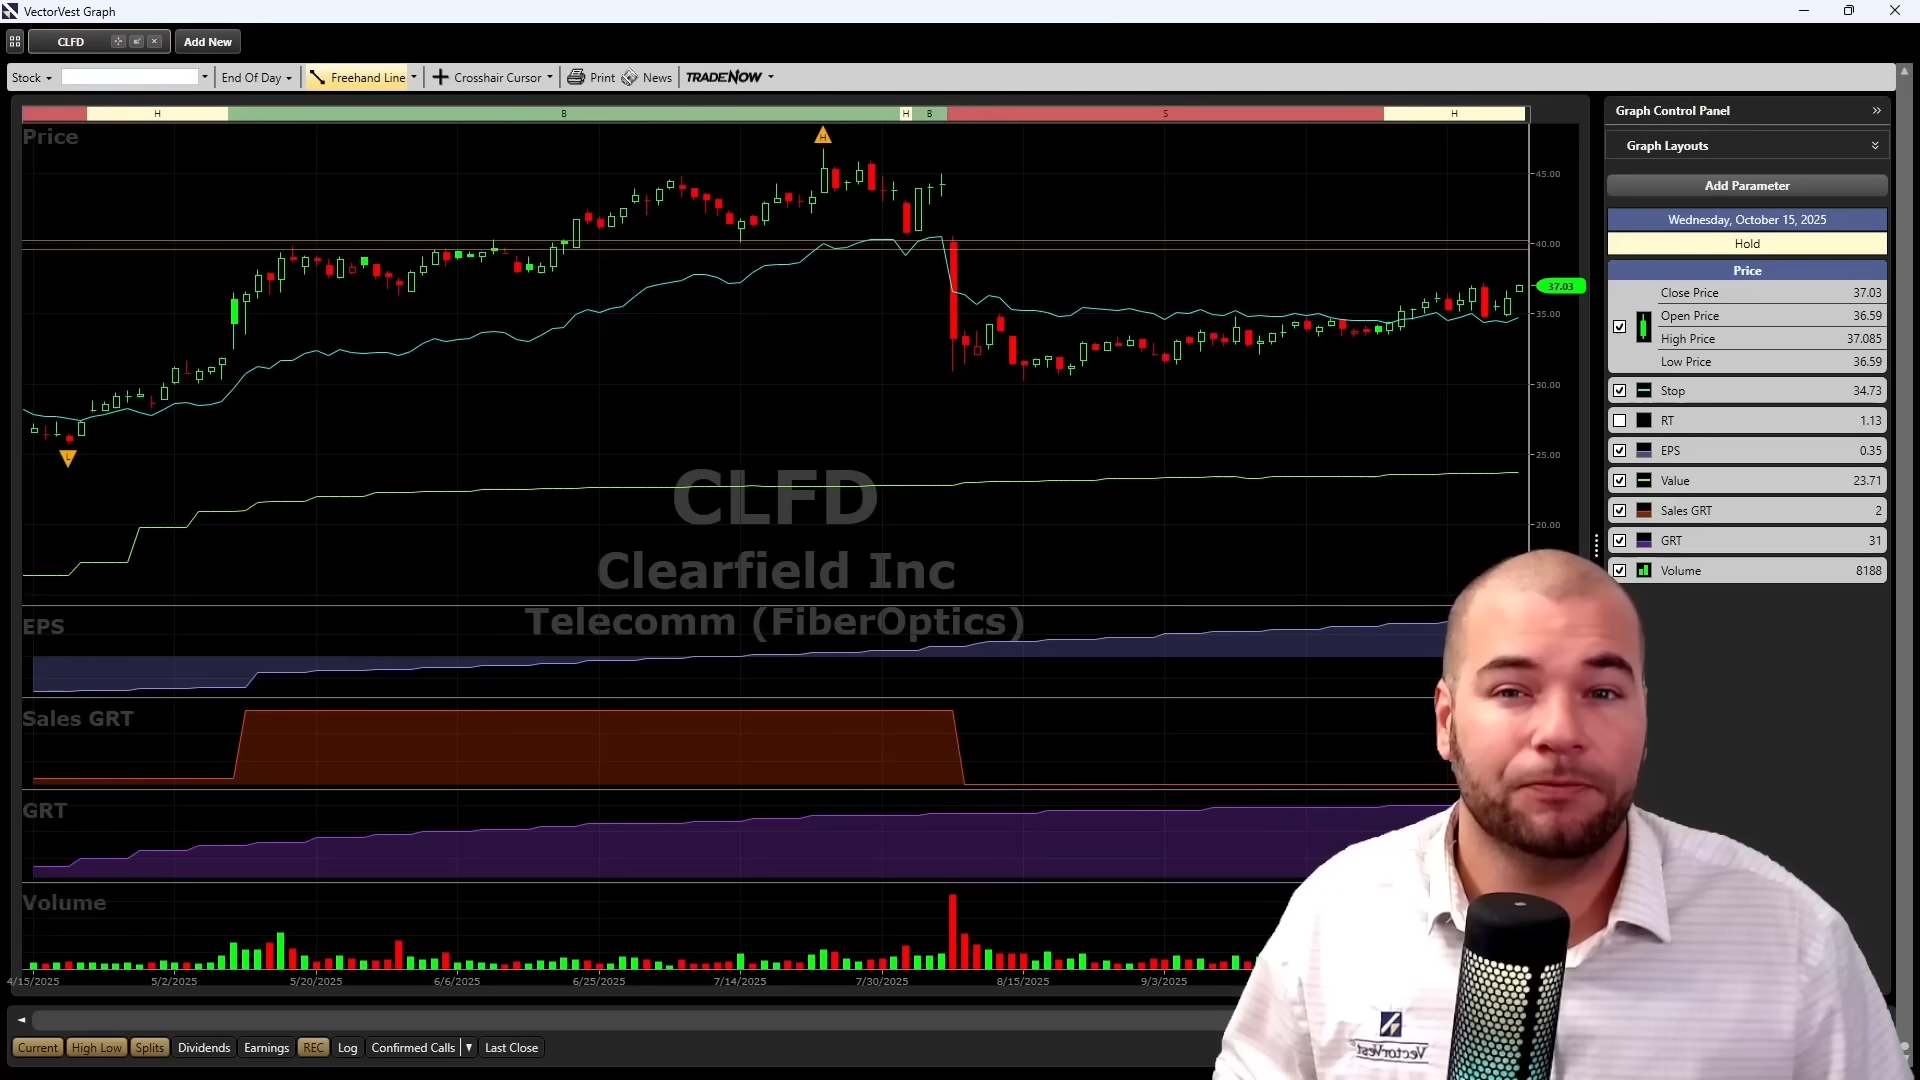 VectorVest Graph
CLFD
Add New
Stock
End Of Day
Freehand Line
Crosshair Cursor
Print
News
TRADENOW
H
B
H
B
S
H
Price
H
L
45.00
40.00
37.03
35.00
30.00
25.00
20.00
CLFD
Clearfield Inc
Telecomm (FiberOptics)
EPS
Sales GRT
GRT
Volume
4/15/2025
5/2/2025
5/20/2025
6/6/2025
6/25/2025
7/14/2025
7/30/2025
8/15/2025
9/3/2025
Current
High Low
Splits
Dividends
Earnings
REC
Log
Confirmed Calls
Last Close
Graph Control Panel
Graph Layouts
Add Parameter
Wednesday, October 15, 2025
Hold
Price
Close Price 37.03
Open Price 36.59
High Price 37.085
Low Price 36.59
Stop 34.73
RT 1.13
EPS 0.35
Value 23.71
Sales GRT 2
GRT 31
Volume 8188
VectorVest